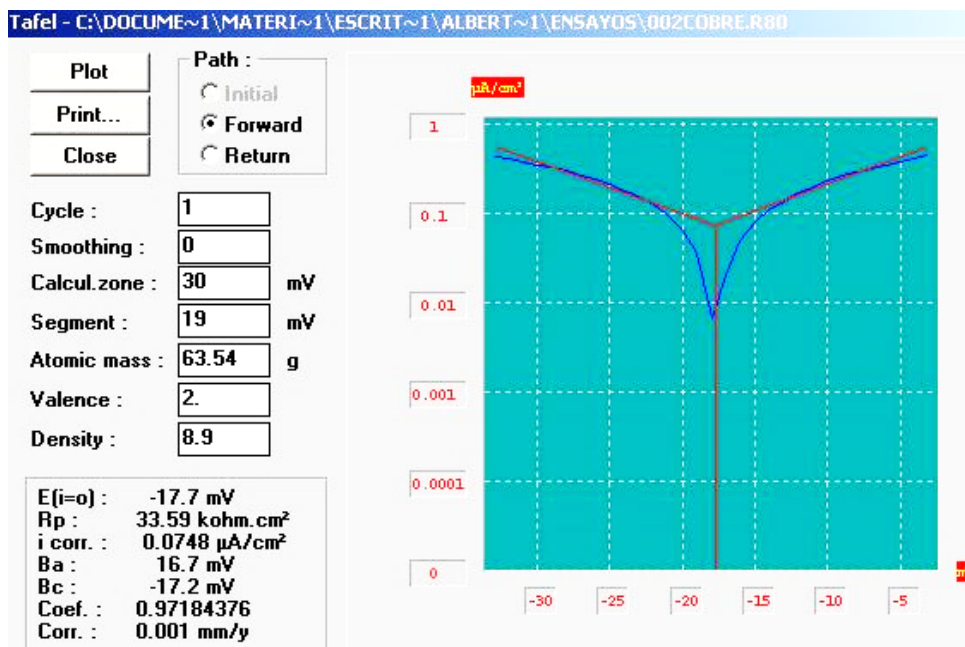 Tafel - C:\DOCUME~1\MATERI~1\ESCRIT~1\ALBERT~1\ENSAYOS\002COBRE.R80
Plot
Print...
Close
Path :
Initial
Forward
Return
Cycle : 1
Smoothing : 0
Calcul.zone : 30 mV
Segment : 19 mV
Atomic mass : 63.54 g
Valence : 2.
Density : 8.9
E(i=o) : -17.7 mV
Rp : 33.59 kohm.cm²
i corr. : 0.0748 µA/cm²
Ba : 16.7 mV
Bc : -17.2 mV
Coef. : 0.97184376
Corr. : 0.001 mm/y
µA/cm²
1
0.1
0.01
0.001
0.0001
0
-30 -25 -20 -15 -10 -5